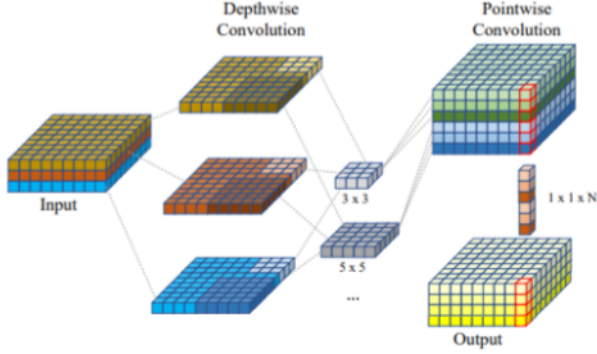 Depthwise
Convolution
Pointwise
Convolution
Input
3 x 3
5 x 5
...
1 x 1 x N
Output